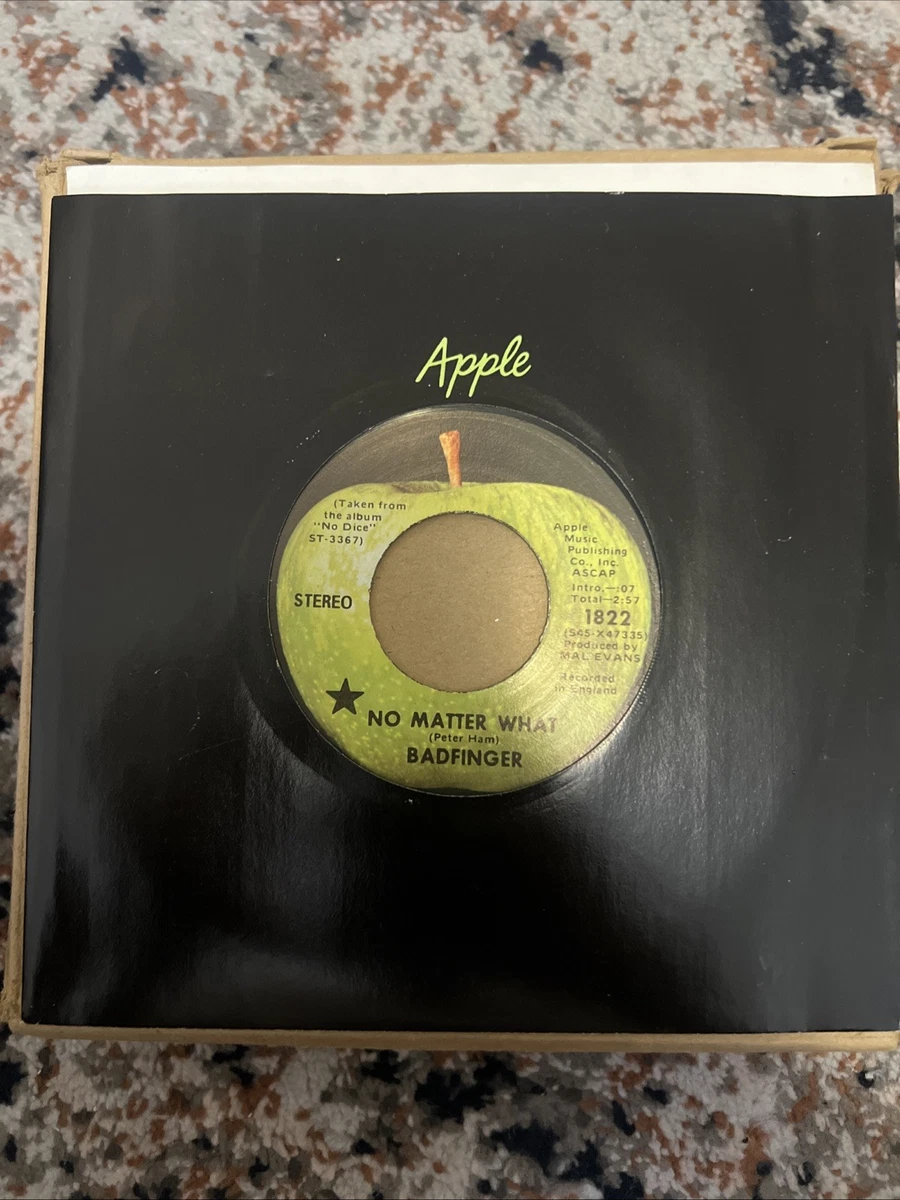 Apple
(Taken from
the album
"No Dice"
ST-3367)
STEREO
Apple
Music
Publishing
Co., Inc.
ASCAP
Intro.—:07
Total—2:57
1822
(S45-X47335)
Produced by
MAL EVANS
Recorded
in England
NO MATTER WHAT
(Peter Ham)
BADFINGER